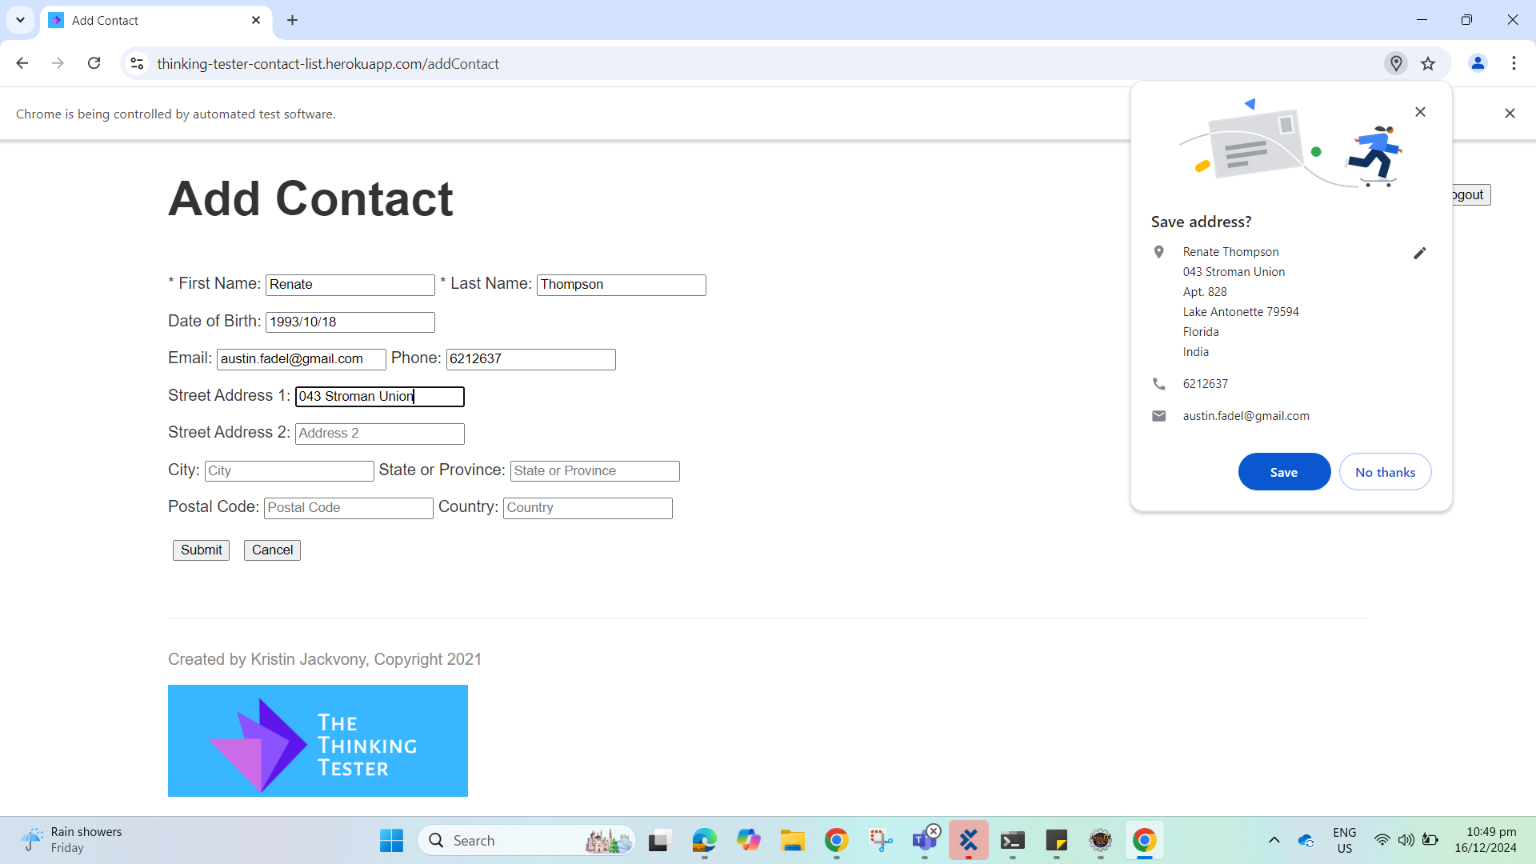 Add Contact
thinking-tester-contact-list.herokuapp.com/addContact
Chrome is being controlled by automated test software.
Add Contact
ogout
* First Name: Renate * Last Name: Thompson
Date of Birth: 1993/10/18
Email: austin.fadel@gmail.com Phone: 6212637
Street Address 1: 043 Stroman Union
Street Address 2: Address 2
City: City State or Province: State or Province
Postal Code: Postal Code Country: Country
Submit Cancel
Save address?
Renate Thompson
043 Stroman Union
Apt. 828
Lake Antonette 79594
Florida
India
6212637
austin.fadel@gmail.com
Save No thanks
Created by Kristin Jackvony, Copyright 2021
THE
THINKING
TESTER
Rain showers
Friday
Search
ENG
US
10:49 pm
16/12/2024